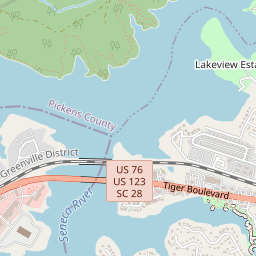 Lakeview Esta
Pickens County
Greenville District
US 76
US 123
SC 28
Tiger Boulevard
Seneca River